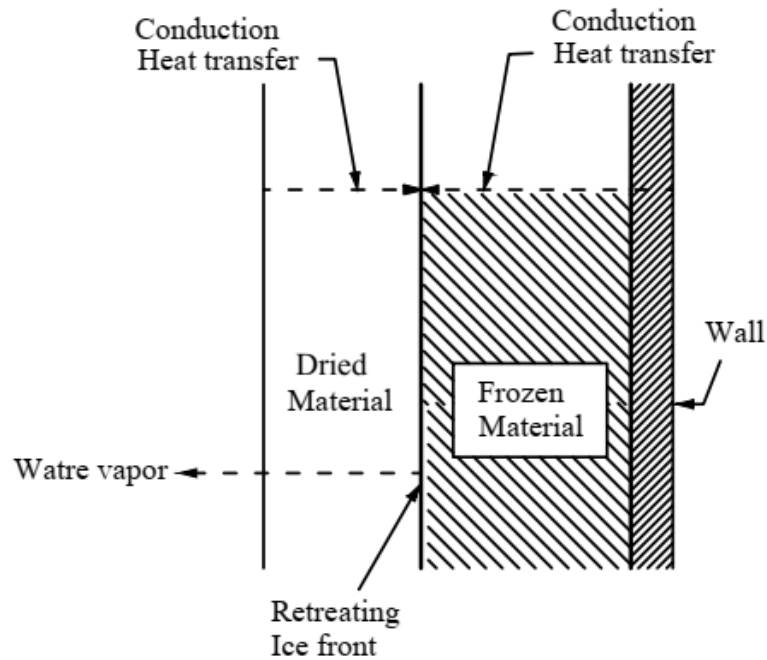 Conduction
Heat transfer
Conduction
Heat transfer
Wall
Dried
Material
Frozen
Material
Watre vapor
Retreating
Ice front